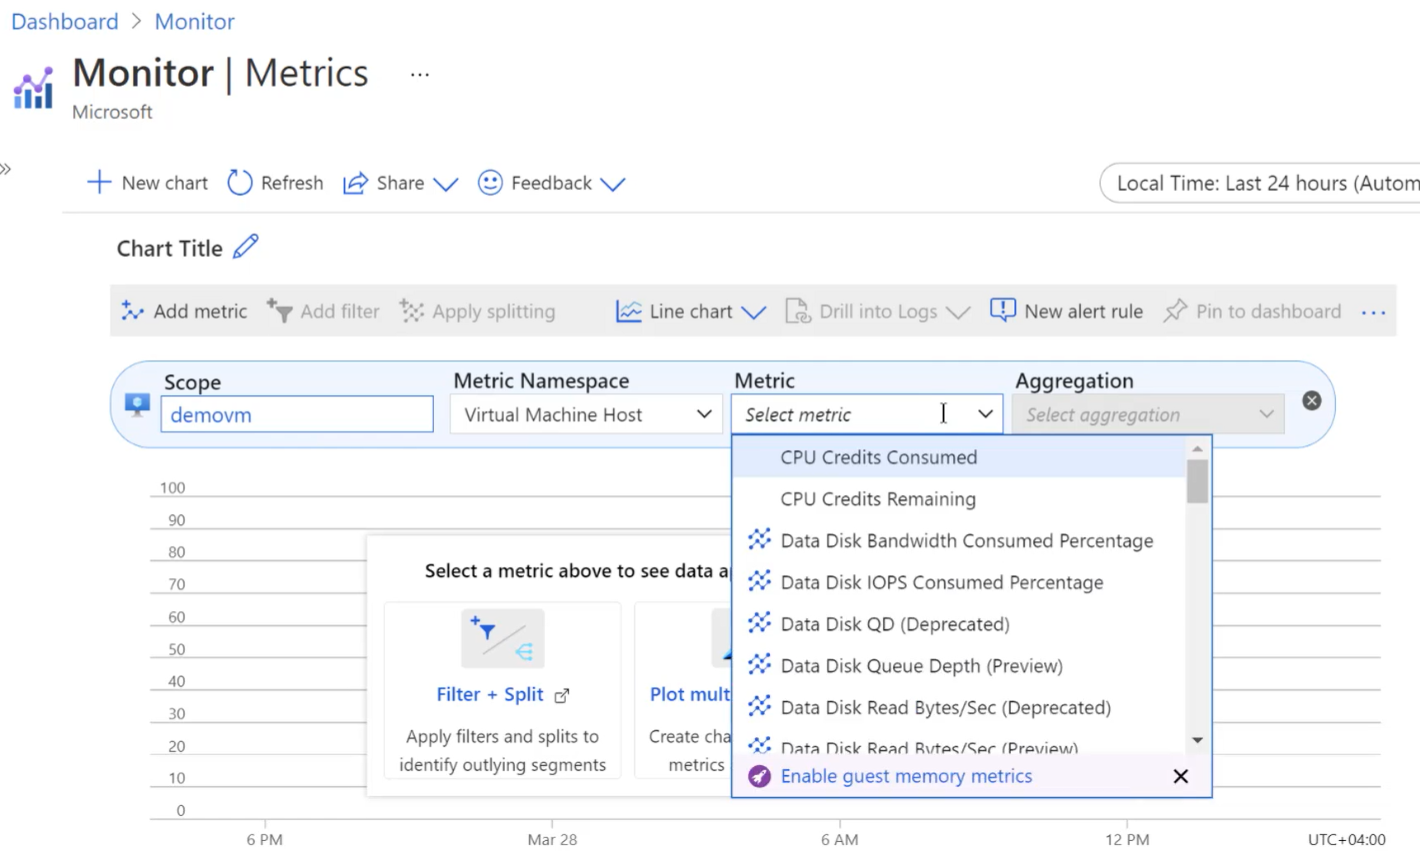 Dashboard > Monitor
Monitor | Metrics ...
Microsoft
»
New chart Refresh Share Feedback Local Time: Last 24 hours (Autom
Chart Title
Add metric Add filter Apply splitting Line chart Drill into Logs New alert rule Pin to dashboard ...
Scope Metric Namespace Metric Aggregation
demovm Virtual Machine Host Select metric Select aggregation
CPU Credits Consumed
CPU Credits Remaining
Data Disk Bandwidth Consumed Percentage
Data Disk IOPS Consumed Percentage
Data Disk QD (Deprecated)
Data Disk Queue Depth (Preview)
Data Disk Read Bytes/Sec (Deprecated)
Data Disk Read Bytes/Sec (Preview)
Enable guest memory metrics
100
90
80
70
60
50
40
30
20
10
0
Select a metric above to see data
Filter + Split
Apply filters and splits to
identify outlying segments
Plot mult
Create cha
metrics
6 PM Mar 28 6 AM 12 PM UTC+04:00